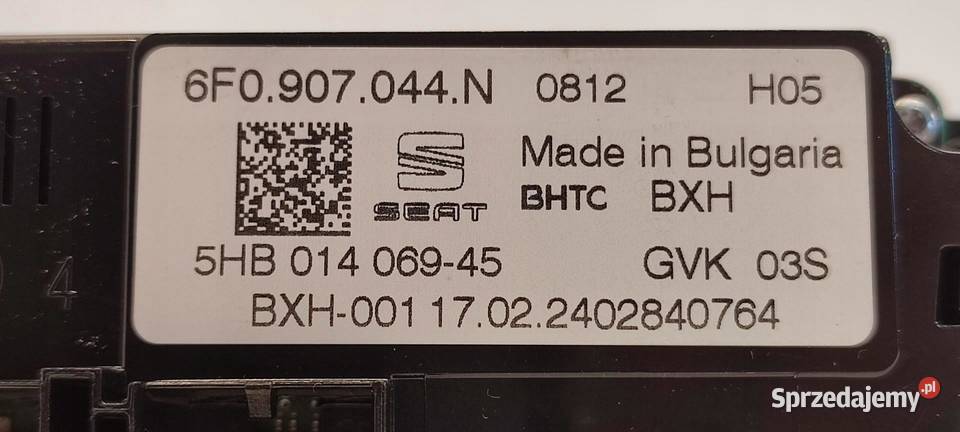 6F0.907.044.N 0812 H05
SEAT
Made in Bulgaria
BHTC BXH
5HB 014 069-45 GVK 03S
BXH-001 17.02.2402840764
4
Sprzedajemy.pl